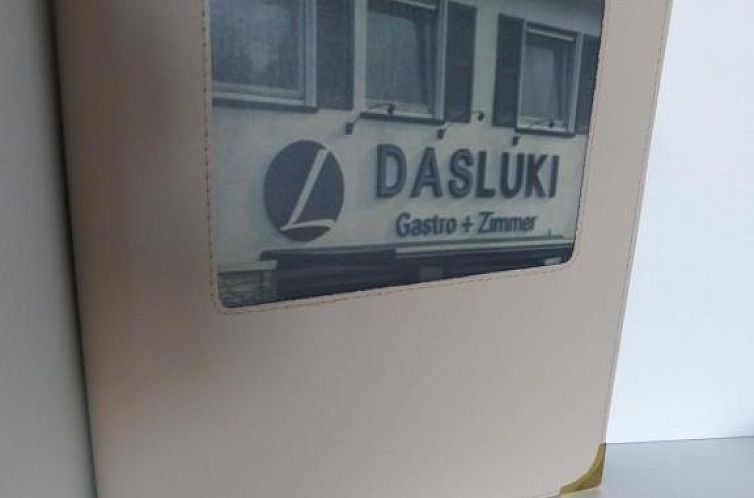 L DASLUKI
Gastro + Zimmer